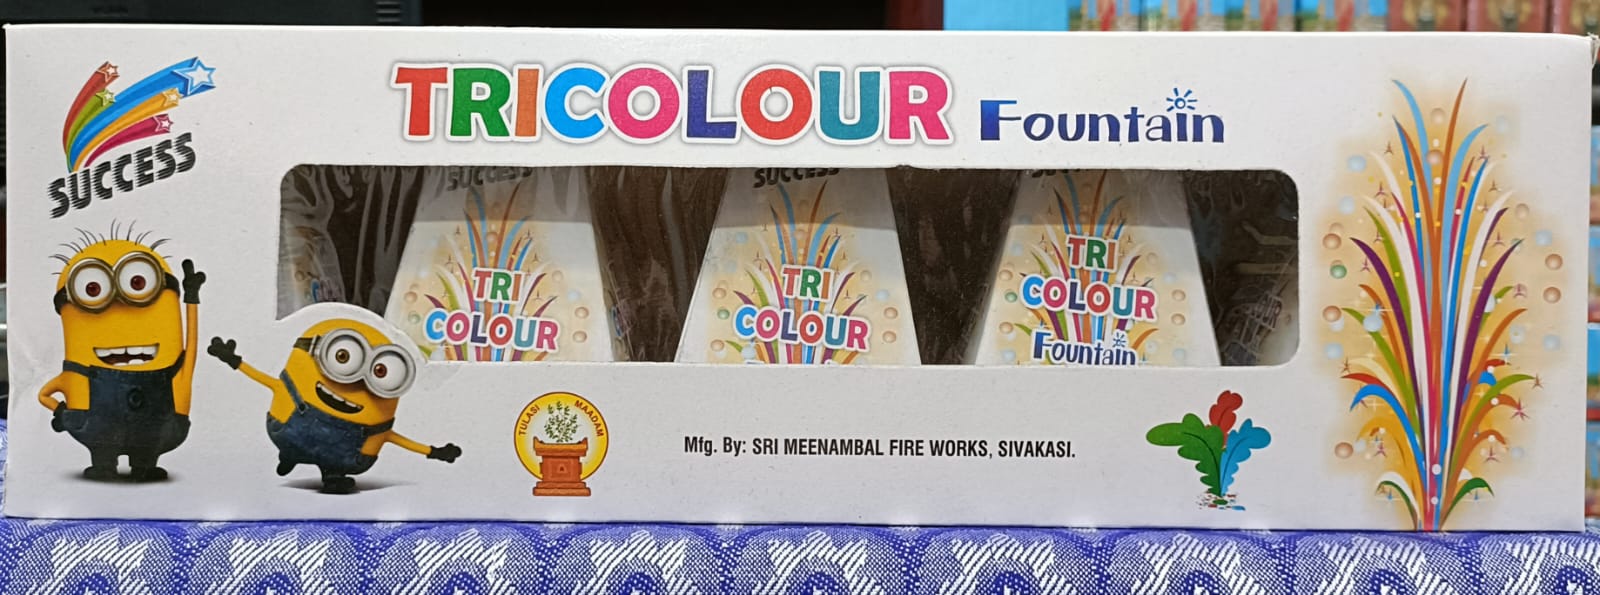 SUCCESS
TRICOLOUR Fountain
SUCCESS
TRI
COLOUR
SUCCESS
TRI
COLOUR
TRI
COLOUR
Fountain
TULASI MAADAM
Mfg. By: SRI MEENAMBAL FIRE WORKS, SIVAKASI.